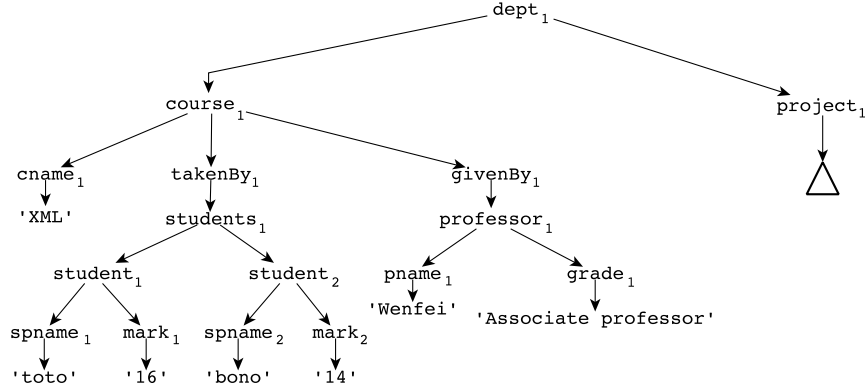 dept1
course1 project1
cname1 takenBy1 givenBy1
'XML' students1 professor1
student1 student2 pname1 grade1
'Wenfei' 'Associate professor'
spname1 mark1 spname2 mark2
'toto' '16' 'bono' '14'